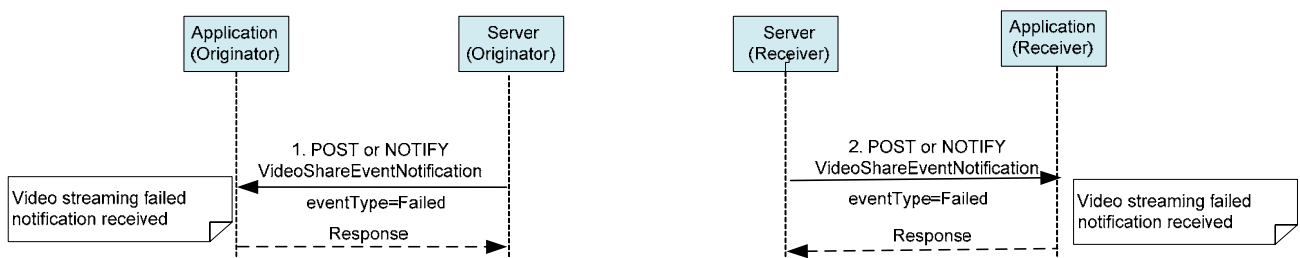 Application
(Originator)
Server
(Originator)
Server
(Receiver)
Application
(Receiver)
1. POST or NOTIFY
VideoShareEventNotification
eventType=Failed
Response
Video streaming failed
notification received
2. POST or NOTIFY
VideoShareEventNotification
eventType=Failed
Response
Video streaming failed
notification received